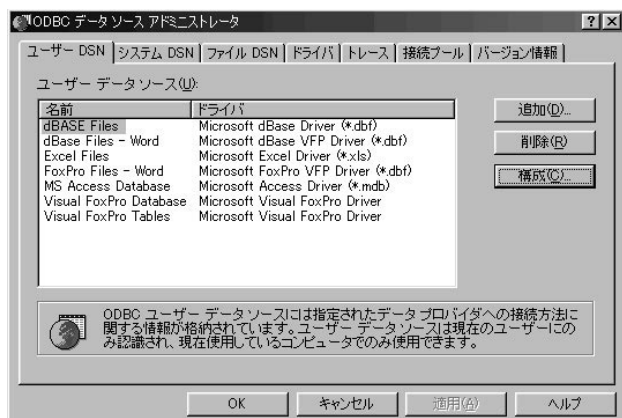 ODBC データ ソース アドミニストレータ
ユーザー DSN システム DSN ファイル DSN ドライバ トレース 接続プール バージョン情報
ユーザー データ ソース(U):
名前 ドライバ
dBASE Files Microsoft dBase Driver (*.dbf)
dBase Files - Word Microsoft dBase VFP Driver (*.dbf)
Excel Files Microsoft Excel Driver (*.xls)
FoxPro Files - Word Microsoft FoxPro VFP Driver (*.dbf)
MS Access Database Microsoft Access Driver (*.mdb)
Visual FoxPro Database Microsoft Visual FoxPro Driver
Visual FoxPro Tables Microsoft Visual FoxPro Driver
追加(D)...
削除(R)
構成(C)...
ODBC ユーザー データ ソースには指定されたデータ プロバイダへの接続方法に
関する情報が格納されています。ユーザー データ ソースは現在のユーザーにの
み認識され、現在使用しているコンピュータでのみ使用できます。
OK キャンセル 適用(A) ヘルプ